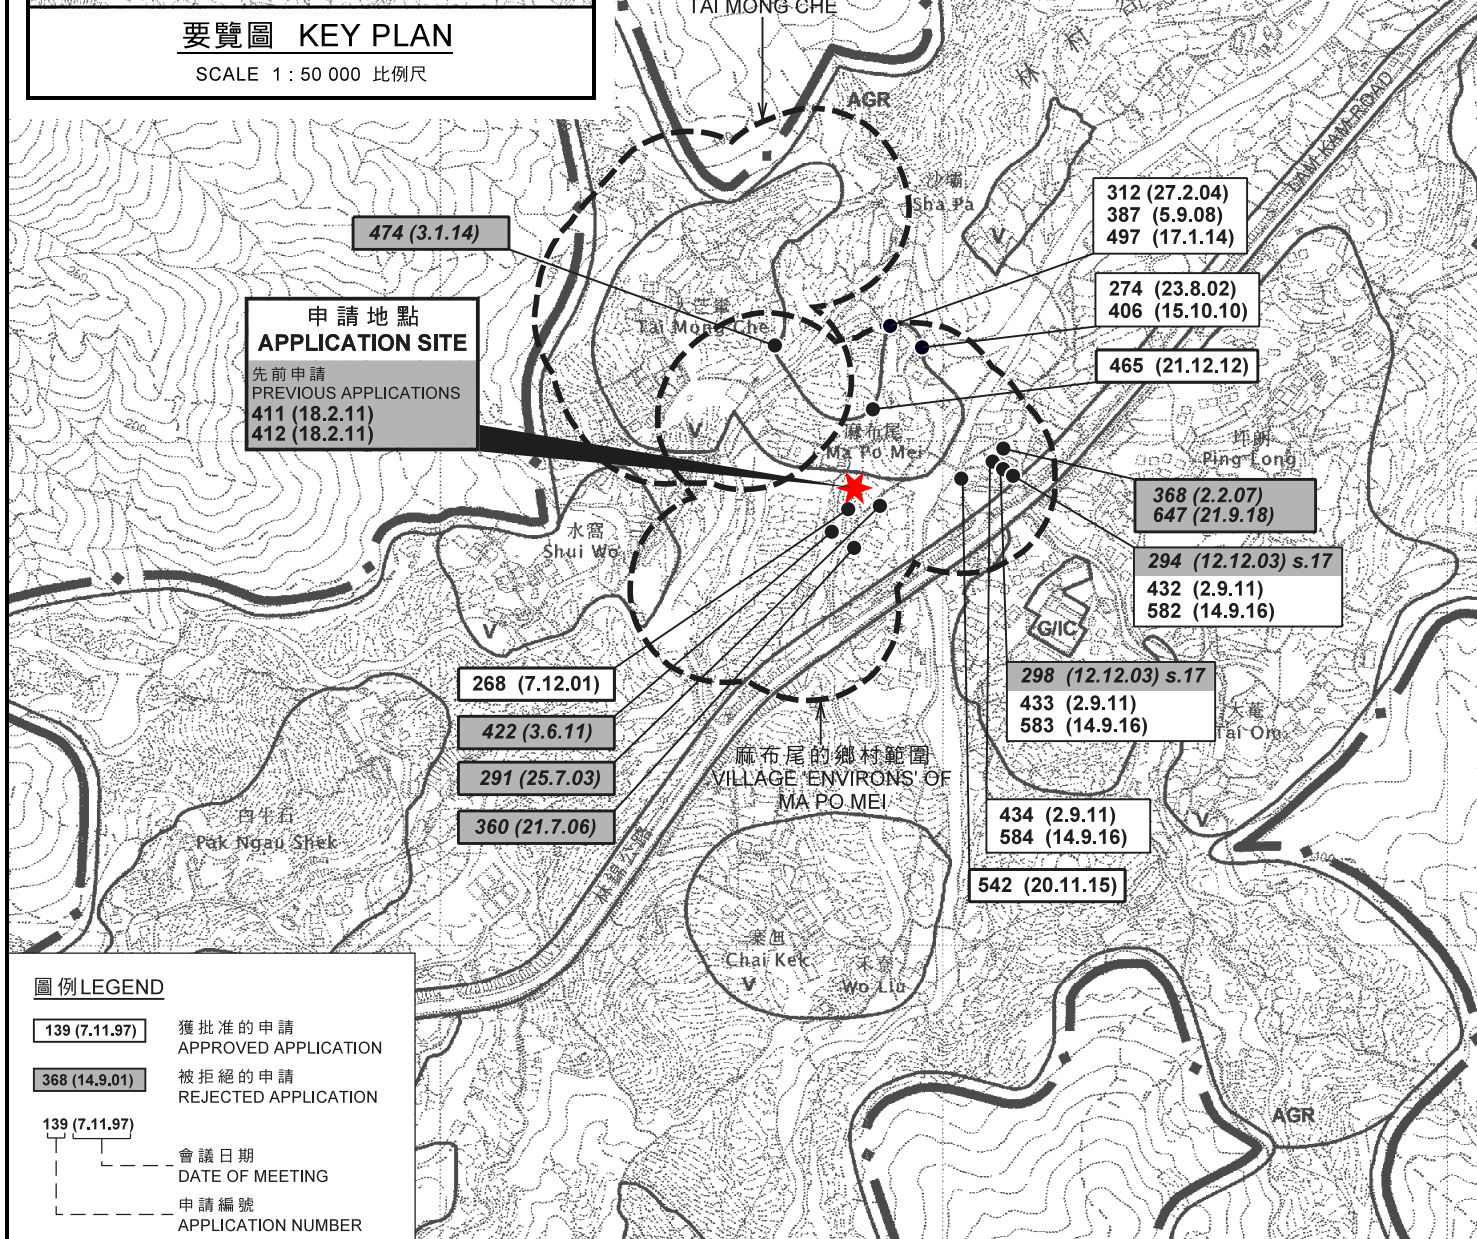 要覽圖 KEY PLAN
SCALE 1 : 50 000 比例尺
TAI MONG CHE
AGR
村
林
LAM KAM ROAD
沙壩
Sha Pa
V
312 (27.2.04)
387 (5.9.08)
497 (17.1.14)
474 (3.1.14)
274 (23.8.02)
406 (15.10.10)
大芒輋
Tai Mong Che
申請地點
APPLICATION SITE
先前申請
PREVIOUS APPLICATIONS
411 (18.2.11)
412 (18.2.11)
200
200
465 (21.12.12)
V
麻布尾
Ma Po Mei
坪朗
Ping Long
368 (2.2.07)
647 (21.9.18)
水窩
Shui Wo
V
294 (12.12.03) s.17
432 (2.9.11)
582 (14.9.16)
G/IC
268 (7.12.01)
298 (12.12.03) s.17
433 (2.9.11)
583 (14.9.16)
422 (3.6.11)
大菴
Tai Om
麻布尾的鄉村範圍
VILLAGE 'ENVIRONS' OF
MA PO MEI
291 (25.7.03)
360 (21.7.06)
白牛石
Pak Ngau Shek
434 (2.9.11)
584 (14.9.16)
V
林錦公路
542 (20.11.15)
寨乪
Chai Kek
V
禾寮
Wo Liu
圖例 LEGEND
139 (7.11.97)
獲批准的申請
APPROVED APPLICATION
368 (14.9.01)
被拒絕的申請
REJECTED APPLICATION
139 (7.11.97)
會議日期
DATE OF MEETING
申請編號
APPLICATION NUMBER
AGR